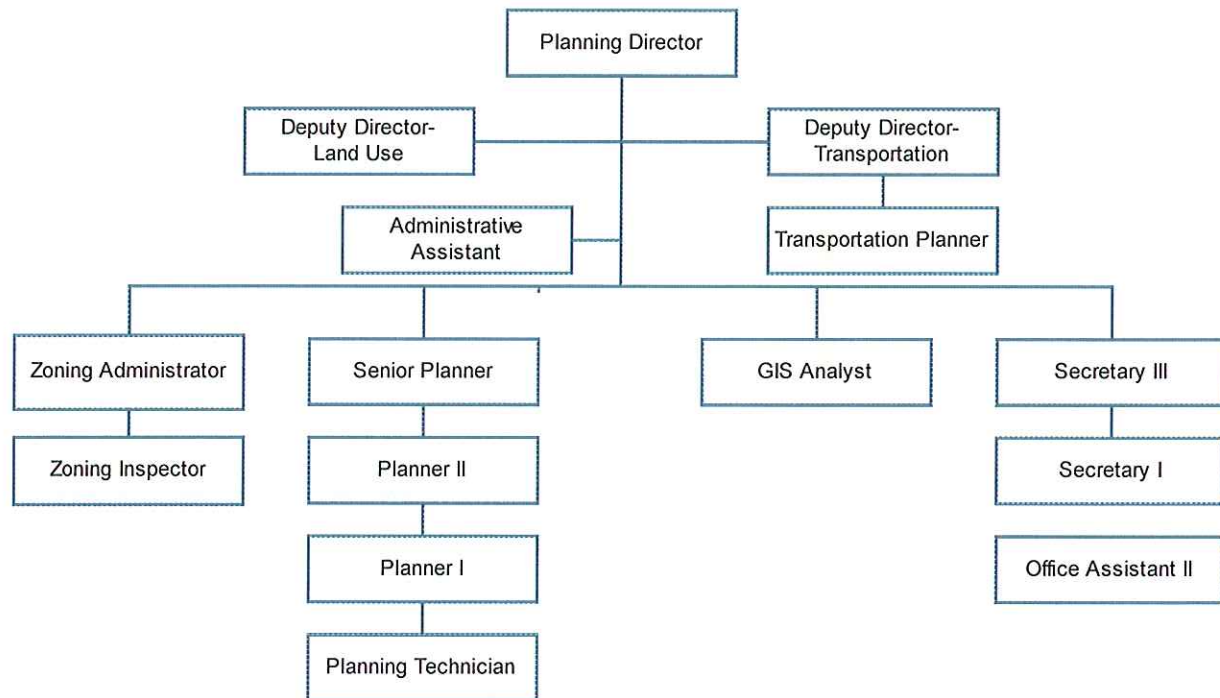 Planning Director
Deputy Director-
Land Use
Deputy Director-
Transportation
Administrative
Assistant
Transportation Planner
Zoning Administrator
Senior Planner
GIS Analyst
Secretary III
Zoning Inspector
Planner II
Secretary I
Planner I
Office Assistant II
Planning Technician